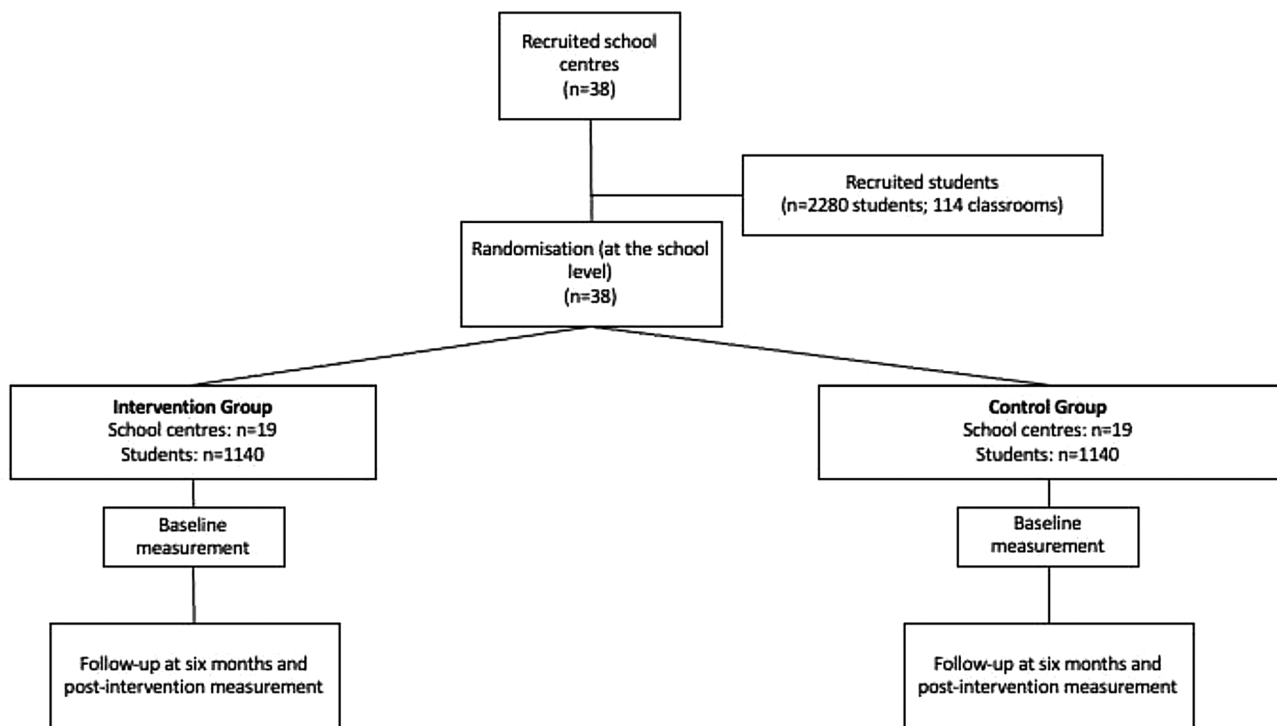 Recruited school
centres
(n=38)
Recruited students
(n=2280 students; 114 classrooms)
Randomisation (at the school
level)
(n=38)
Intervention Group
School centres: n=19
Students: n=1140
Control Group
School centres: n=19
Students: n=1140
Baseline
measurement
Baseline
measurement
Follow-up at six months and
post-intervention measurement
Follow-up at six months and
post-intervention measurement